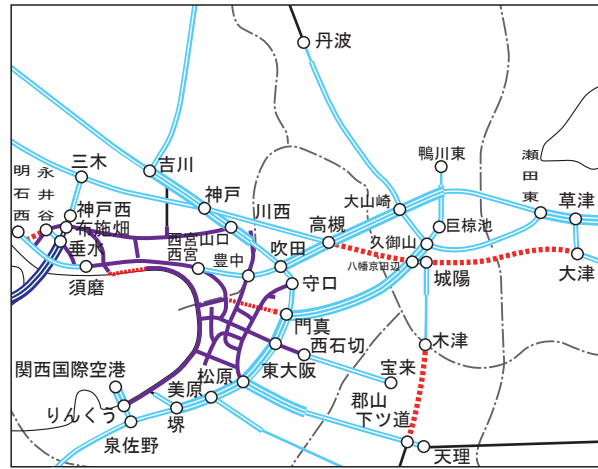 丹波
瀬田東
鴨川東
吉川
三木
永井谷
明石西
神戸
神戸西
川西
大山崎
草津
布施畑
西宮山口
高槻
久御山
巨椋池
垂水
西宮
豊中
吹田
八幡京田辺
城陽
大津
須磨
守口
門真
木津
西石切
関西国際空港
松原
東大阪
宝来
美原
郡山
下ツ道
りんくう
堺
泉佐野
天理